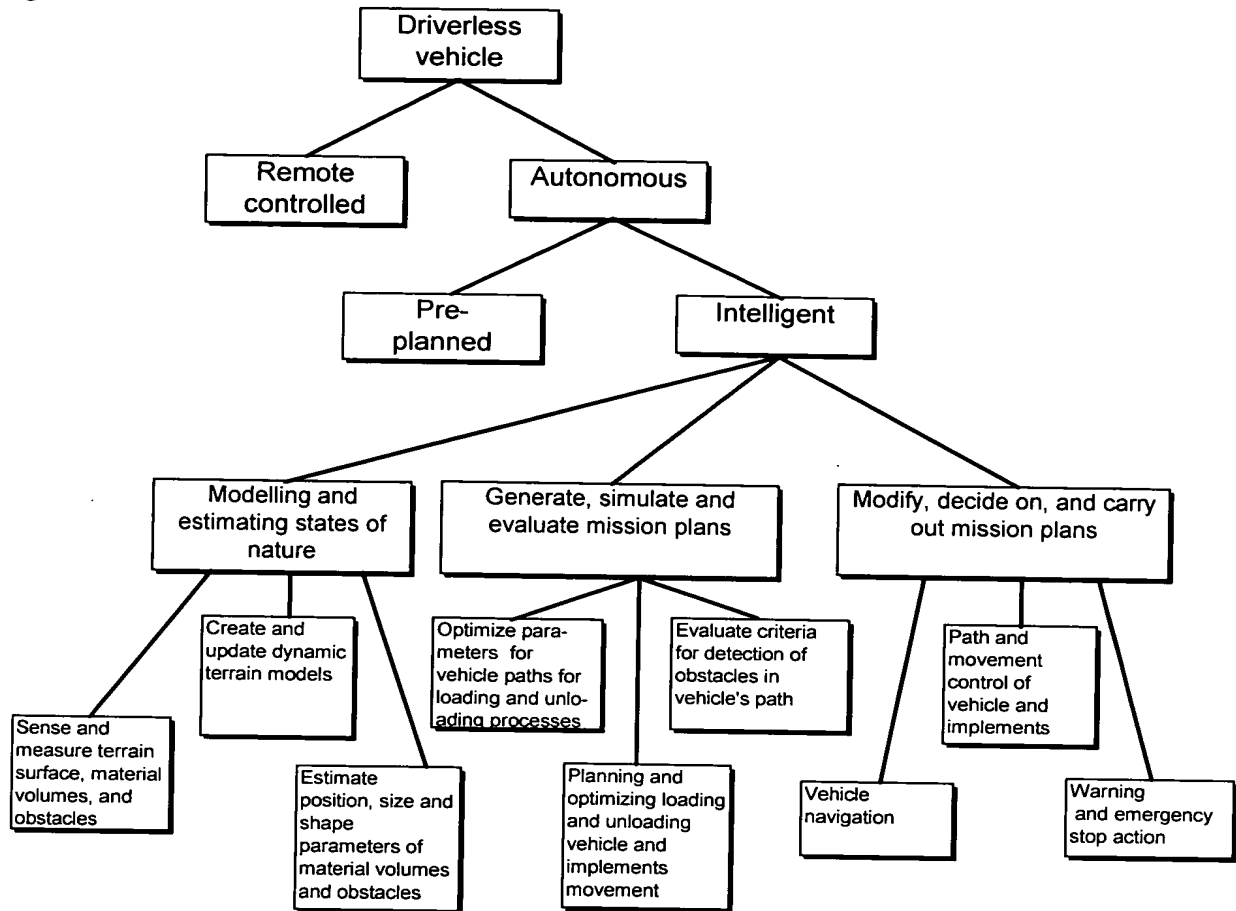 Driverless
vehicle
Remote
controlled
Autonomous
Pre-
planned
Intelligent
Modelling and
estimating states of
nature
Generate, simulate and
evaluate mission plans
Modify, decide on, and carry
out mission plans
Create and
update dynamic
terrain models
Optimize para-
meters for
vehicle paths for
loading and unlo-
ading processes
Evaluate criteria
for detection of
obstacles in
vehicle's path
Path and
movement
control of
vehicle and
implements
Sense and
measure terrain
surface, material
volumes, and
obstacles
Estimate
position, size and
shape
parameters of
material volumes
and obstacles
Planning and
optimizing loading
and unloading
vehicle and
implements
movement
Vehicle
navigation
Warning
and emergency
stop action